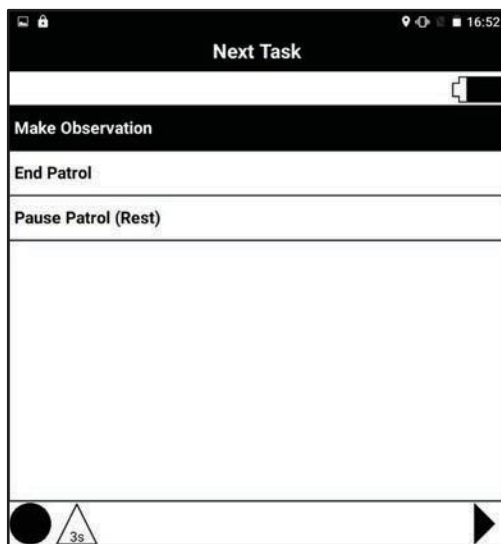 16:52
Next Task
Make Observation
End Patrol
Pause Patrol (Rest)
3s